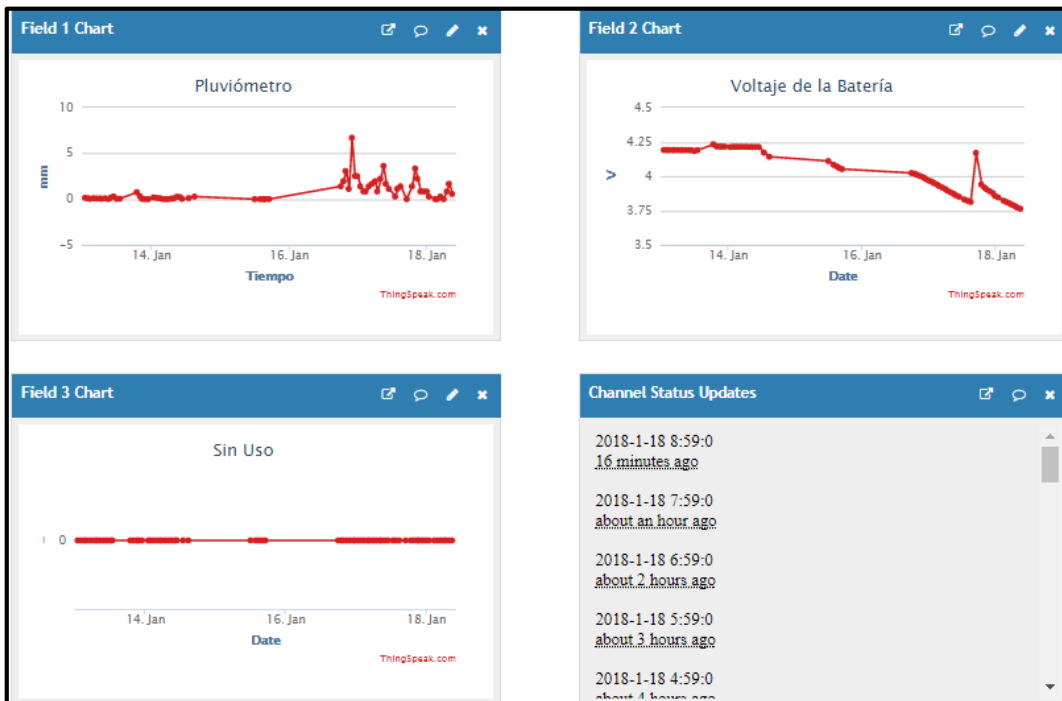 Field 1 Chart
Pluviómetro
10
5
0
-5
mm
14. Jan
16. Jan
18. Jan
Tiempo
ThingSpeak.com
Field 2 Chart
Voltaje de la Batería
4.5
4.25
4
3.75
3.5
V
14. Jan
16. Jan
18. Jan
Date
ThingSpeak.com
Field 3 Chart
Sin Uso
0
14. Jan
16. Jan
18. Jan
Date
ThingSpeak.com
Channel Status Updates
2018-1-18 8:59:0
16 minutes ago
2018-1-18 7:59:0
about an hour ago
2018-1-18 6:59:0
about 2 hours ago
2018-1-18 5:59:0
about 3 hours ago
2018-1-18 4:59:0
about 4 hours ago